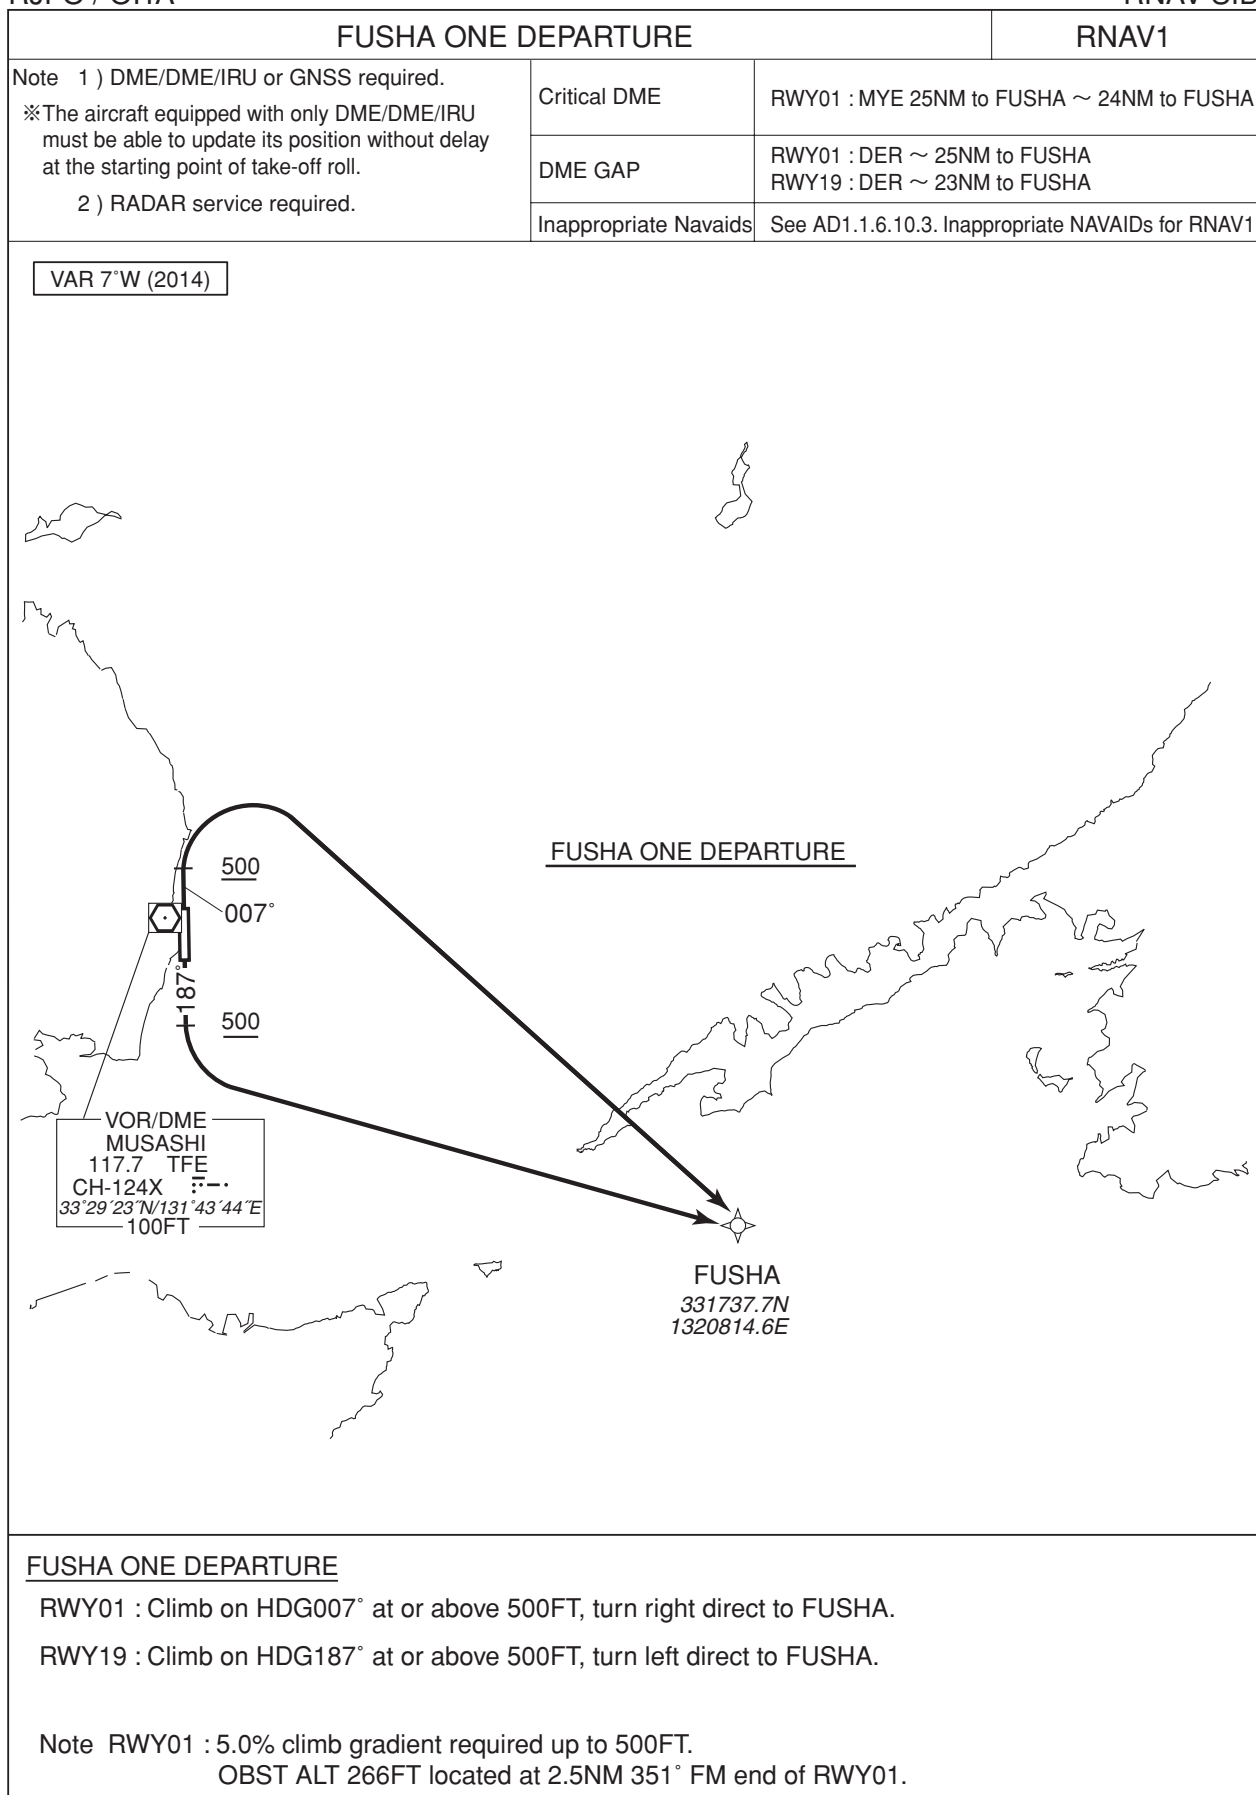 FUSHA ONE DEPARTURE
RNAV1
Note 1 ) DME/DME/IRU or GNSS required.
※The aircraft equipped with only DME/DME/IRU
must be able to update its position without delay
at the starting point of take-off roll.
2 ) RADAR service required.
Critical DME
RWY01 : MYE 25NM to FUSHA ～ 24NM to FUSHA
DME GAP
RWY01 : DER ～ 25NM to FUSHA
RWY19 : DER ～ 23NM to FUSHA
Inappropriate Navaids
See AD1.1.6.10.3. Inappropriate NAVAIDs for RNAV1
VAR 7˚W (2014)
FUSHA ONE DEPARTURE
500
007˚
187˚
500
VOR/DME
MUSASHI
117.7 TFE
CH-124X
33˚29´23˝N/131˚43´44˝E
100FT
FUSHA
331737.7N
1320814.6E
FUSHA ONE DEPARTURE
RWY01 : Climb on HDG007˚ at or above 500FT, turn right direct to FUSHA.
RWY19 : Climb on HDG187˚ at or above 500FT, turn left direct to FUSHA.
Note RWY01 : 5.0% climb gradient required up to 500FT.
OBST ALT 266FT located at 2.5NM 351˚ FM end of RWY01.